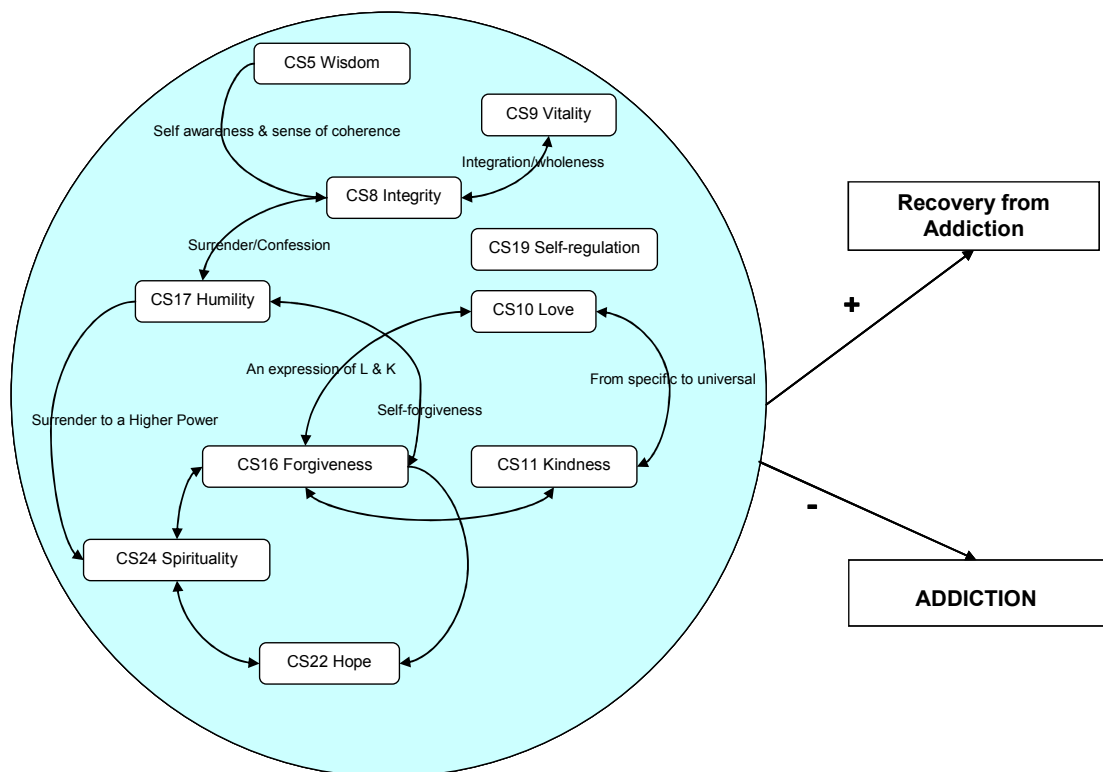 CS5 Wisdom
CS9 Vitality
Self awareness & sense of coherence
Integration/wholeness
CS8 Integrity
Recovery from
Addiction
Surrender/Confession
CS19 Self-regulation
CS17 Humility
CS10 Love
+
An expression of L & K
From specific to universal
Self-forgiveness
Surrender to a Higher Power
CS16 Forgiveness
CS11 Kindness
-
CS24 Spirituality
ADDICTION
CS22 Hope